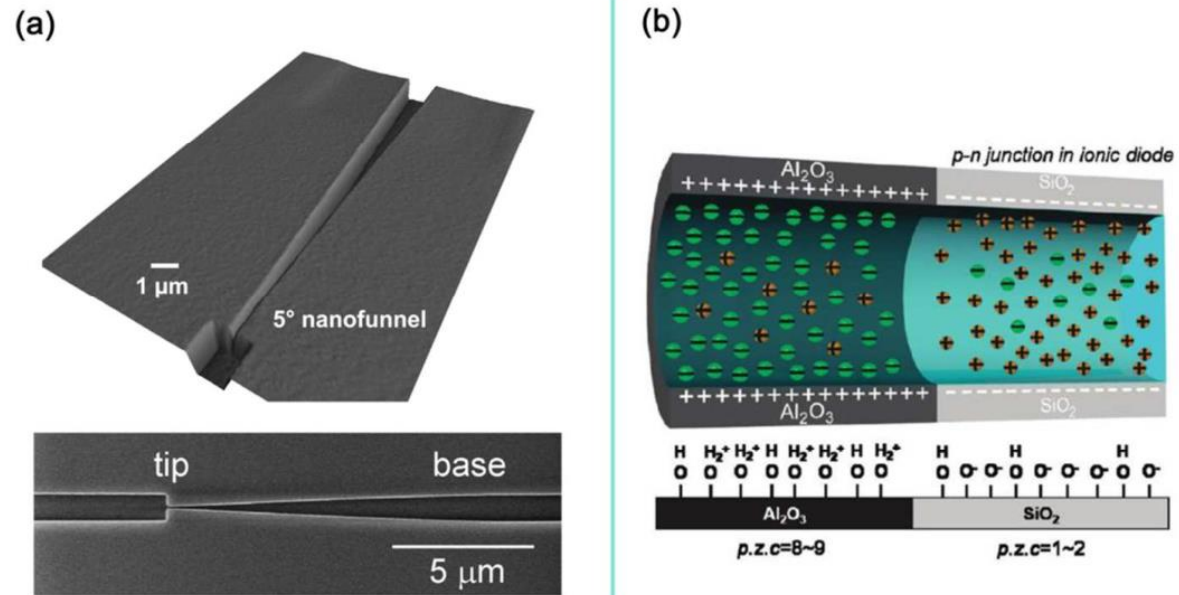 (a)
1 µm
5° nanofunnel
tip
base
5 µm
(b)
p-n junction in ionic diode
Al₂O₃
SiO₂
+++++++++++++++
Al₂O₃
SiO₂
H H₂⁺ H₂⁺ H H₂⁺ H₂⁺ H H₂⁺ H H H
O O O O O O O O O O⁻ O⁻ O O⁻ O⁻ O⁻ O O⁻
Al₂O₃ SiO₂
p.z.c=8~9 p.z.c=1~2